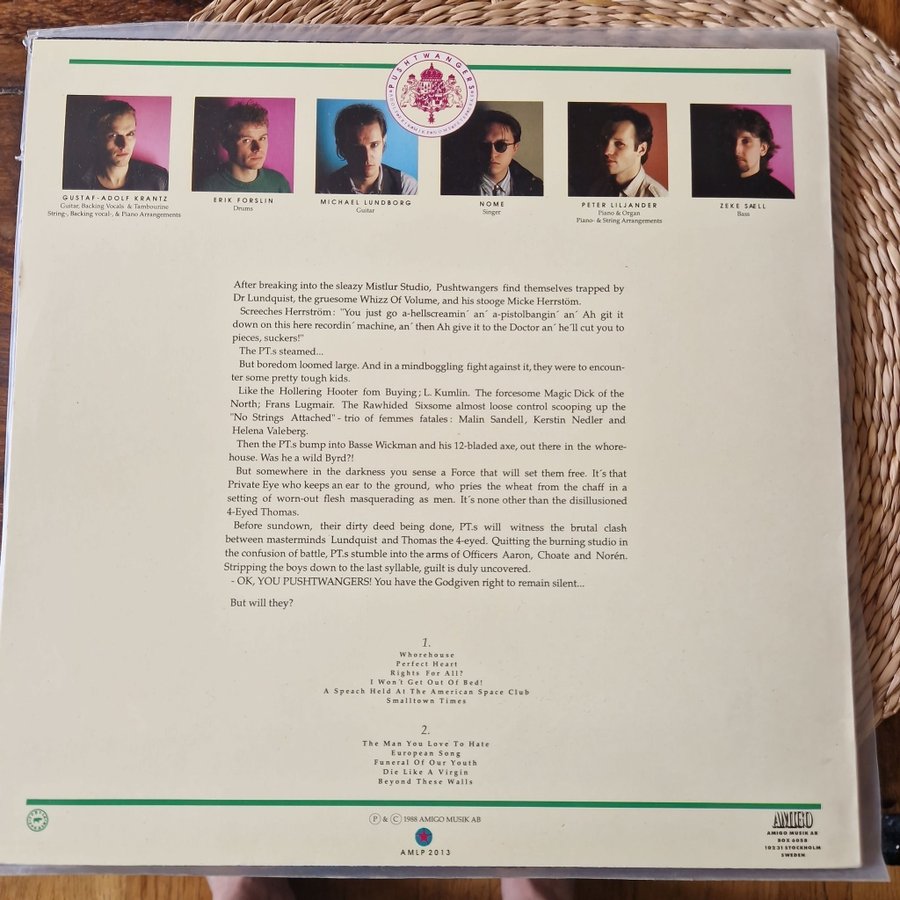 PUSHTWANGERS
GUSTAF-ADOLF KRANTZ
Guitar, Backing Vocals & Tambourine
String-, Backing vocal-, & Piano Arrangements
ERIK FORSLIN
Drums
MICHAEL LUNDBORG
Guitar
NOME
Singer
PETER LILJANDER
Piano & Organ
Piano- & String Arrangements
ZEKE SAELL
Bass
After breaking into the sleazy Mistlur Studio, Pushtwangers find themselves trapped by
Dr Lundquist, the gruesome Whizz Of Volume, and his stooge Micke Herrstöm.
Screeches Herrström: "You just go a-hellscreamin´ an´ a-pistolbangin´ an´ Ah git it
down on this here recordin´ machine, an´ then Ah give it to the Doctor an´ he´ll cut you to
pieces, suckers!"
The PT.s steamed...
But boredom loomed large. And in a mindboggling fight against it, they were to encoun-
ter some pretty tough kids.
Like the Hollering Hooter fom Buying; L. Kumlin. The forcesome Magic Dick of the
North; Frans Lugmair. The Rawhided Sixsome almost loose control scooping up the
"No Strings Attached" - trio of femmes fatales: Malin Sandell, Kerstin Nedler and
Helena Valeberg.
Then the PT.s bump into Basse Wickman and his 12-bladed axe, out there in the whore-
house. Was he a wild Byrd?!
But somewhere in the darkness you sense a Force that will set them free. It´s that
Private Eye who keeps an ear to the ground, who pries the wheat from the chaff in a
setting of worn-out flesh masquerading as men. It´s none other than the disillusioned
4-Eyed Thomas.
Before sundown, their dirty deed being done, PT.s will witness the brutal clash
between masterminds Lundquist and Thomas the 4-eyed. Quitting the burning studio in
the confusion of battle, PT.s stumble into the arms of Officers Aaron, Choate and Norén.
Stripping the boys down to the last syllable, guilt is duly uncovered.
- OK, YOU PUSHTWANGERS! You have the Godgiven right to remain silent...
But will they?
1.
Whorehouse
Perfect Heart
Rights For All?
I Won't Get Out Of Bed!
A Speach Held At The American Space Club
Smalltown Times
2.
The Man You Love To Hate
European Song
Funeral Of Our Youth
Die Like A Virgin
Beyond These Walls
Ⓟ & Ⓒ 1988 AMIGO MUSIK AB
AMLP 2013
AMIGO
AMIGO MUSIK AB
BOX 6058
102 31 STOCKHOLM
SWEDEN